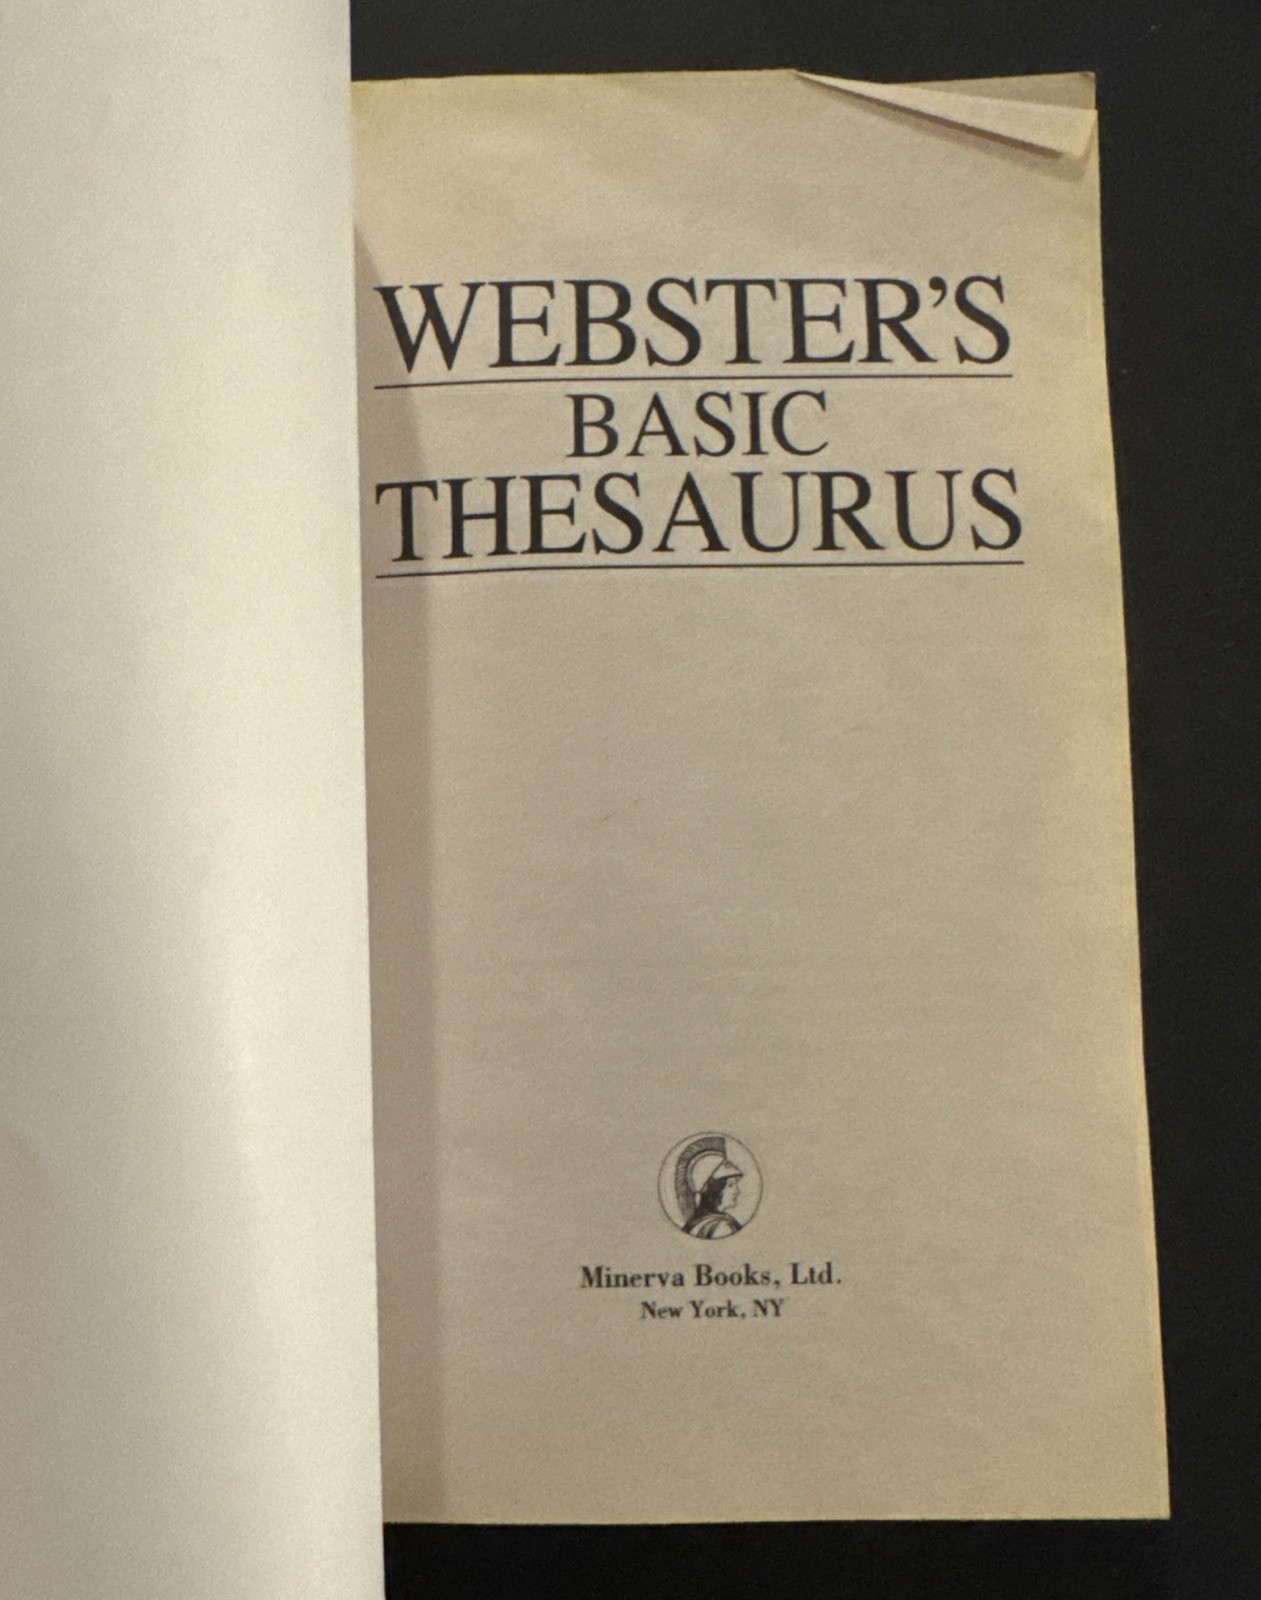 WEBSTER'S
BASIC
THESAURUS
Minerva Books, Ltd.
New York, NY